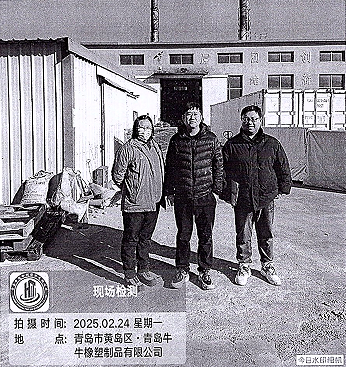 现场检测
拍 摄 时 间: 2025.02.24 星期一
地 点: 青岛市黄岛区·青岛牛
牛橡塑制品有限公司
今日水印相机